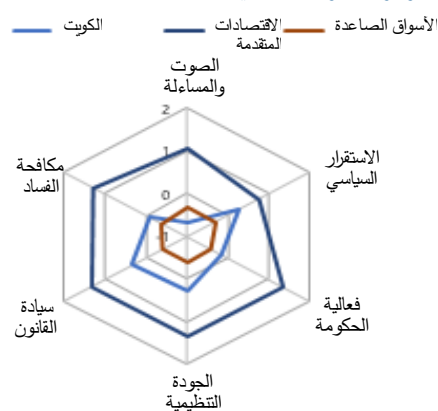 الأسواق الصاعدة
الاقتصادات
المتقدمة
الكويت
الصوت
والمساءلة
2
1
0
-1
الاستقرار
السياسي
فعالية
الحكومة
الجودة
التنظيمية
سيادة
القانون
مكافحة
الفساد